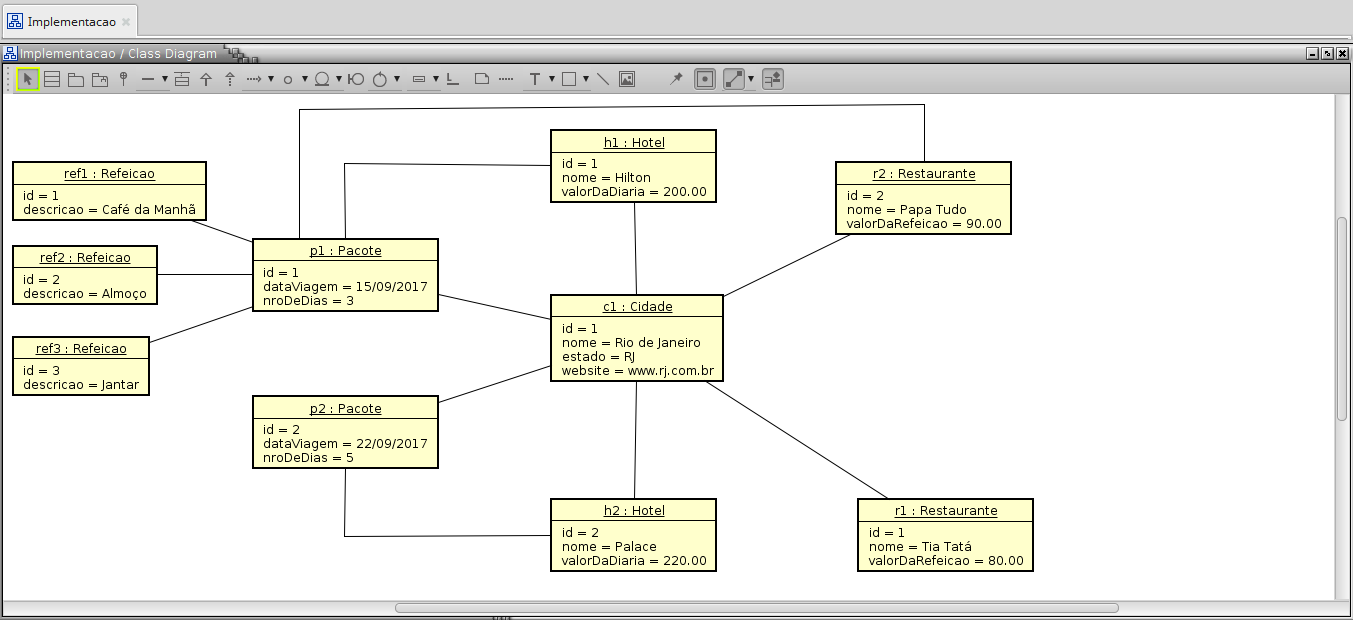 Implementacao
Implementacao / Class Diagram
h1 : Hotel
id = 1
nome = Hilton
valorDaDiaria = 200.00
ref1 : Refeicao
id = 1
descricao = Café da Manhã
r2 : Restaurante
id = 2
nome = Papa Tudo
valorDaRefeicao = 90.00
p1 : Pacote
id = 1
dataViagem = 15/09/2017
nroDeDias = 3
ref2 : Refeicao
id = 2
descricao = Almoço
c1 : Cidade
id = 1
nome = Rio de Janeiro
estado = RJ
website = www.rj.com.br
ref3 : Refeicao
id = 3
descricao = Jantar
p2 : Pacote
id = 2
dataViagem = 22/09/2017
nroDeDias = 5
h2 : Hotel
id = 2
nome = Palace
valorDaDiaria = 220.00
r1 : Restaurante
id = 1
nome = Tia Tatá
valorDaRefeicao = 80.00